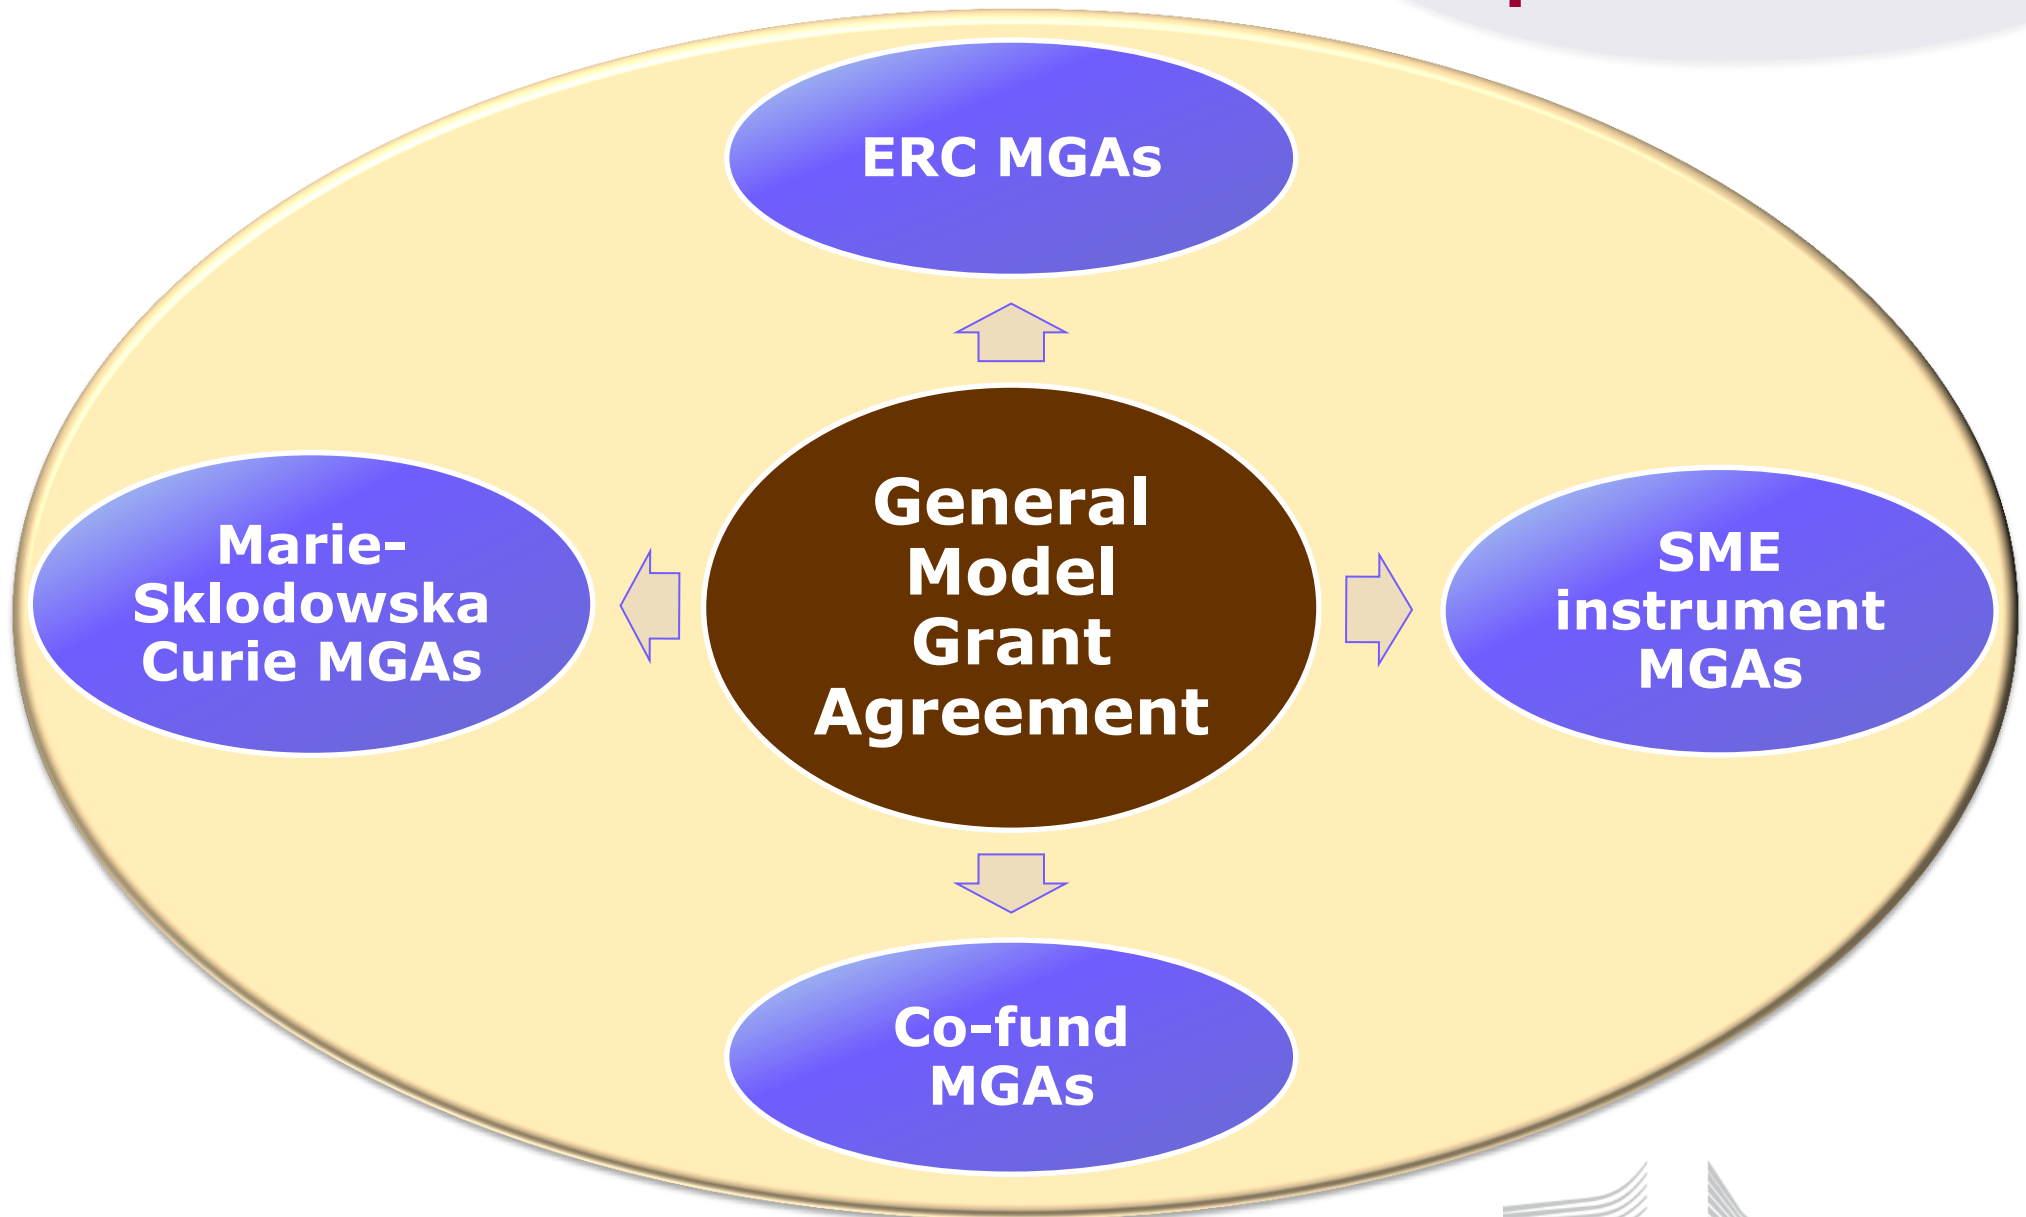 ERC MGAs
Marie-
Sklodowska
Curie MGAs
General
Model
Grant
Agreement
SME
instrument
MGAs
Co-fund
MGAs